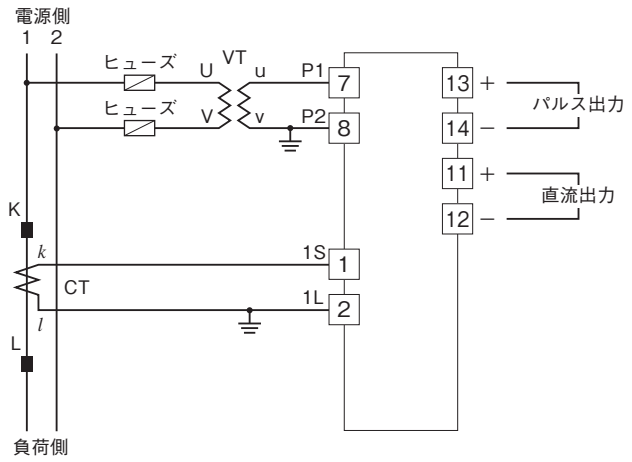 電源側
1 2
ヒューズ
U VT u P1 7 13 +
パルス出力
ヒューズ
V v P2 8 14 −
11 +
直流出力
12 −
K
k 1S 1
CT
l 1L 2
L
負荷側